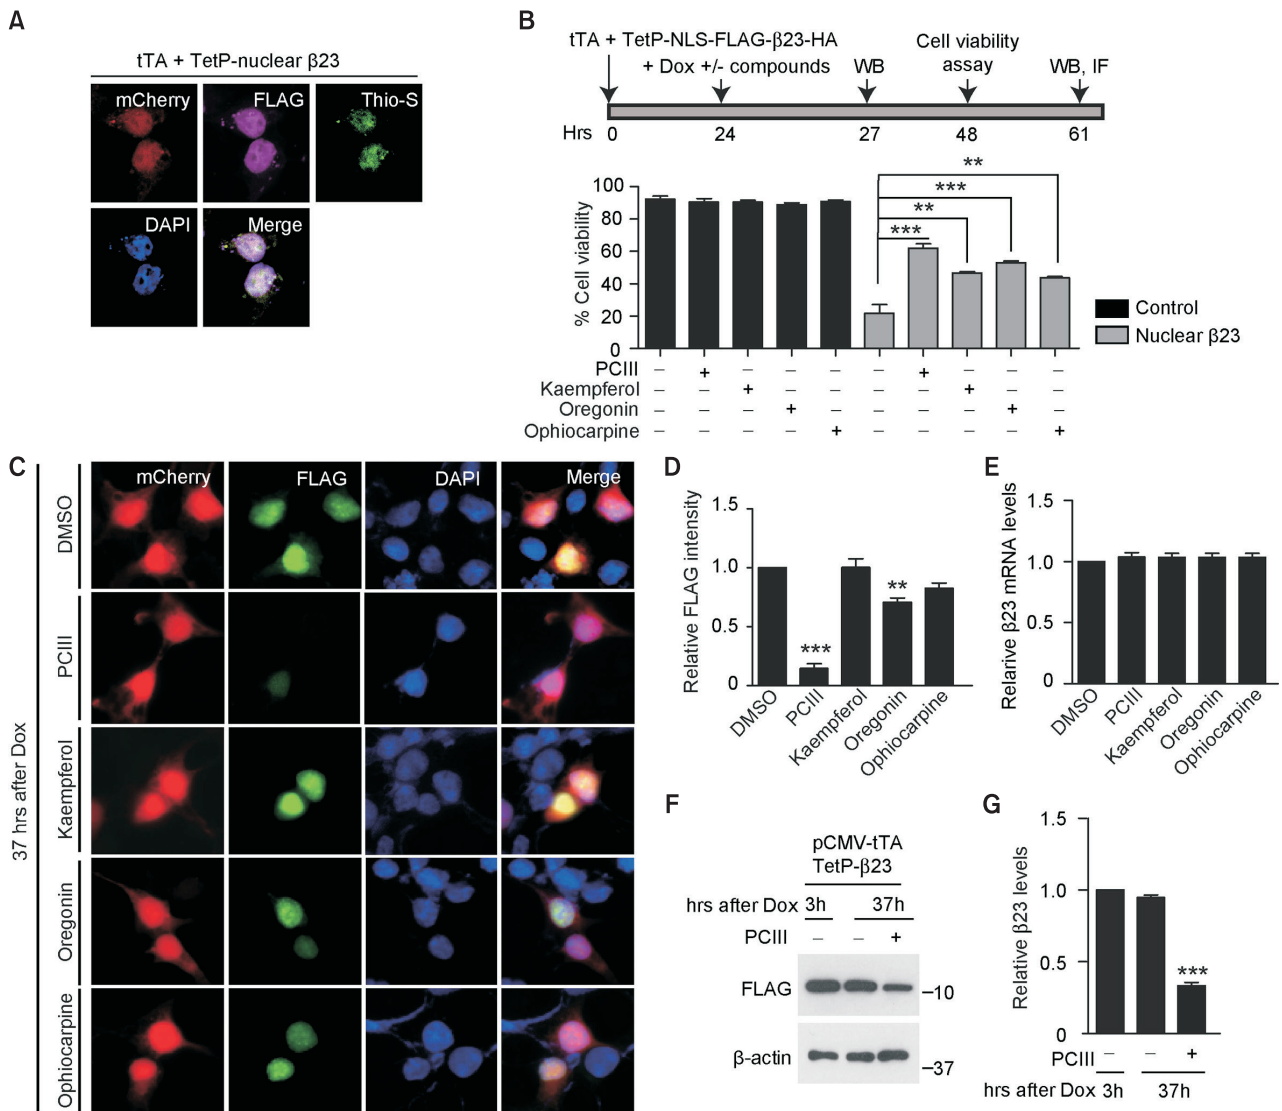 A
tTA + TetP-nuclear β23
mCherry FLAG Thio-S
DAPI Merge
B
tTA + TetP-NLS-FLAG-β23-HA
+ Dox +/- compounds
WB
Cell viability
assay
WB, IF
Hrs 0 24 27 48 61
% Cell viability
100
80
60
40
20
0
** 
***
**
***
Control
Nuclear β23
PCIII – + – – – – + – – –
Kaempferol – – + – – – – + – –
Oregonin – – – + – – – – + –
Ophiocarpine – – – – + – – – – +
C
37 hrs after Dox
mCherry FLAG DAPI Merge
DMSO
PCIII
Kaempferol
Oregonin
Ophiocarpine
D
Relative FLAG intensity
1.5
1.0
0.5
0
***
**
DMSO
PCIII
Kaempferol
Oregonin
Ophiocarpine
E
Relarive β23 mRNA levels
1.5
1.0
0.5
0
DMSO
PCIII
Kaempferol
Oregonin
Ophiocarpine
F
pCMV-tTA
TetP-β23
hrs after Dox 3h 37h
PCIII – – +
FLAG –10
β-actin –37
G
Relative β23 levels
1.5
1.0
0.5
0
***
PCIII – – +
hrs after Dox 3h 37h